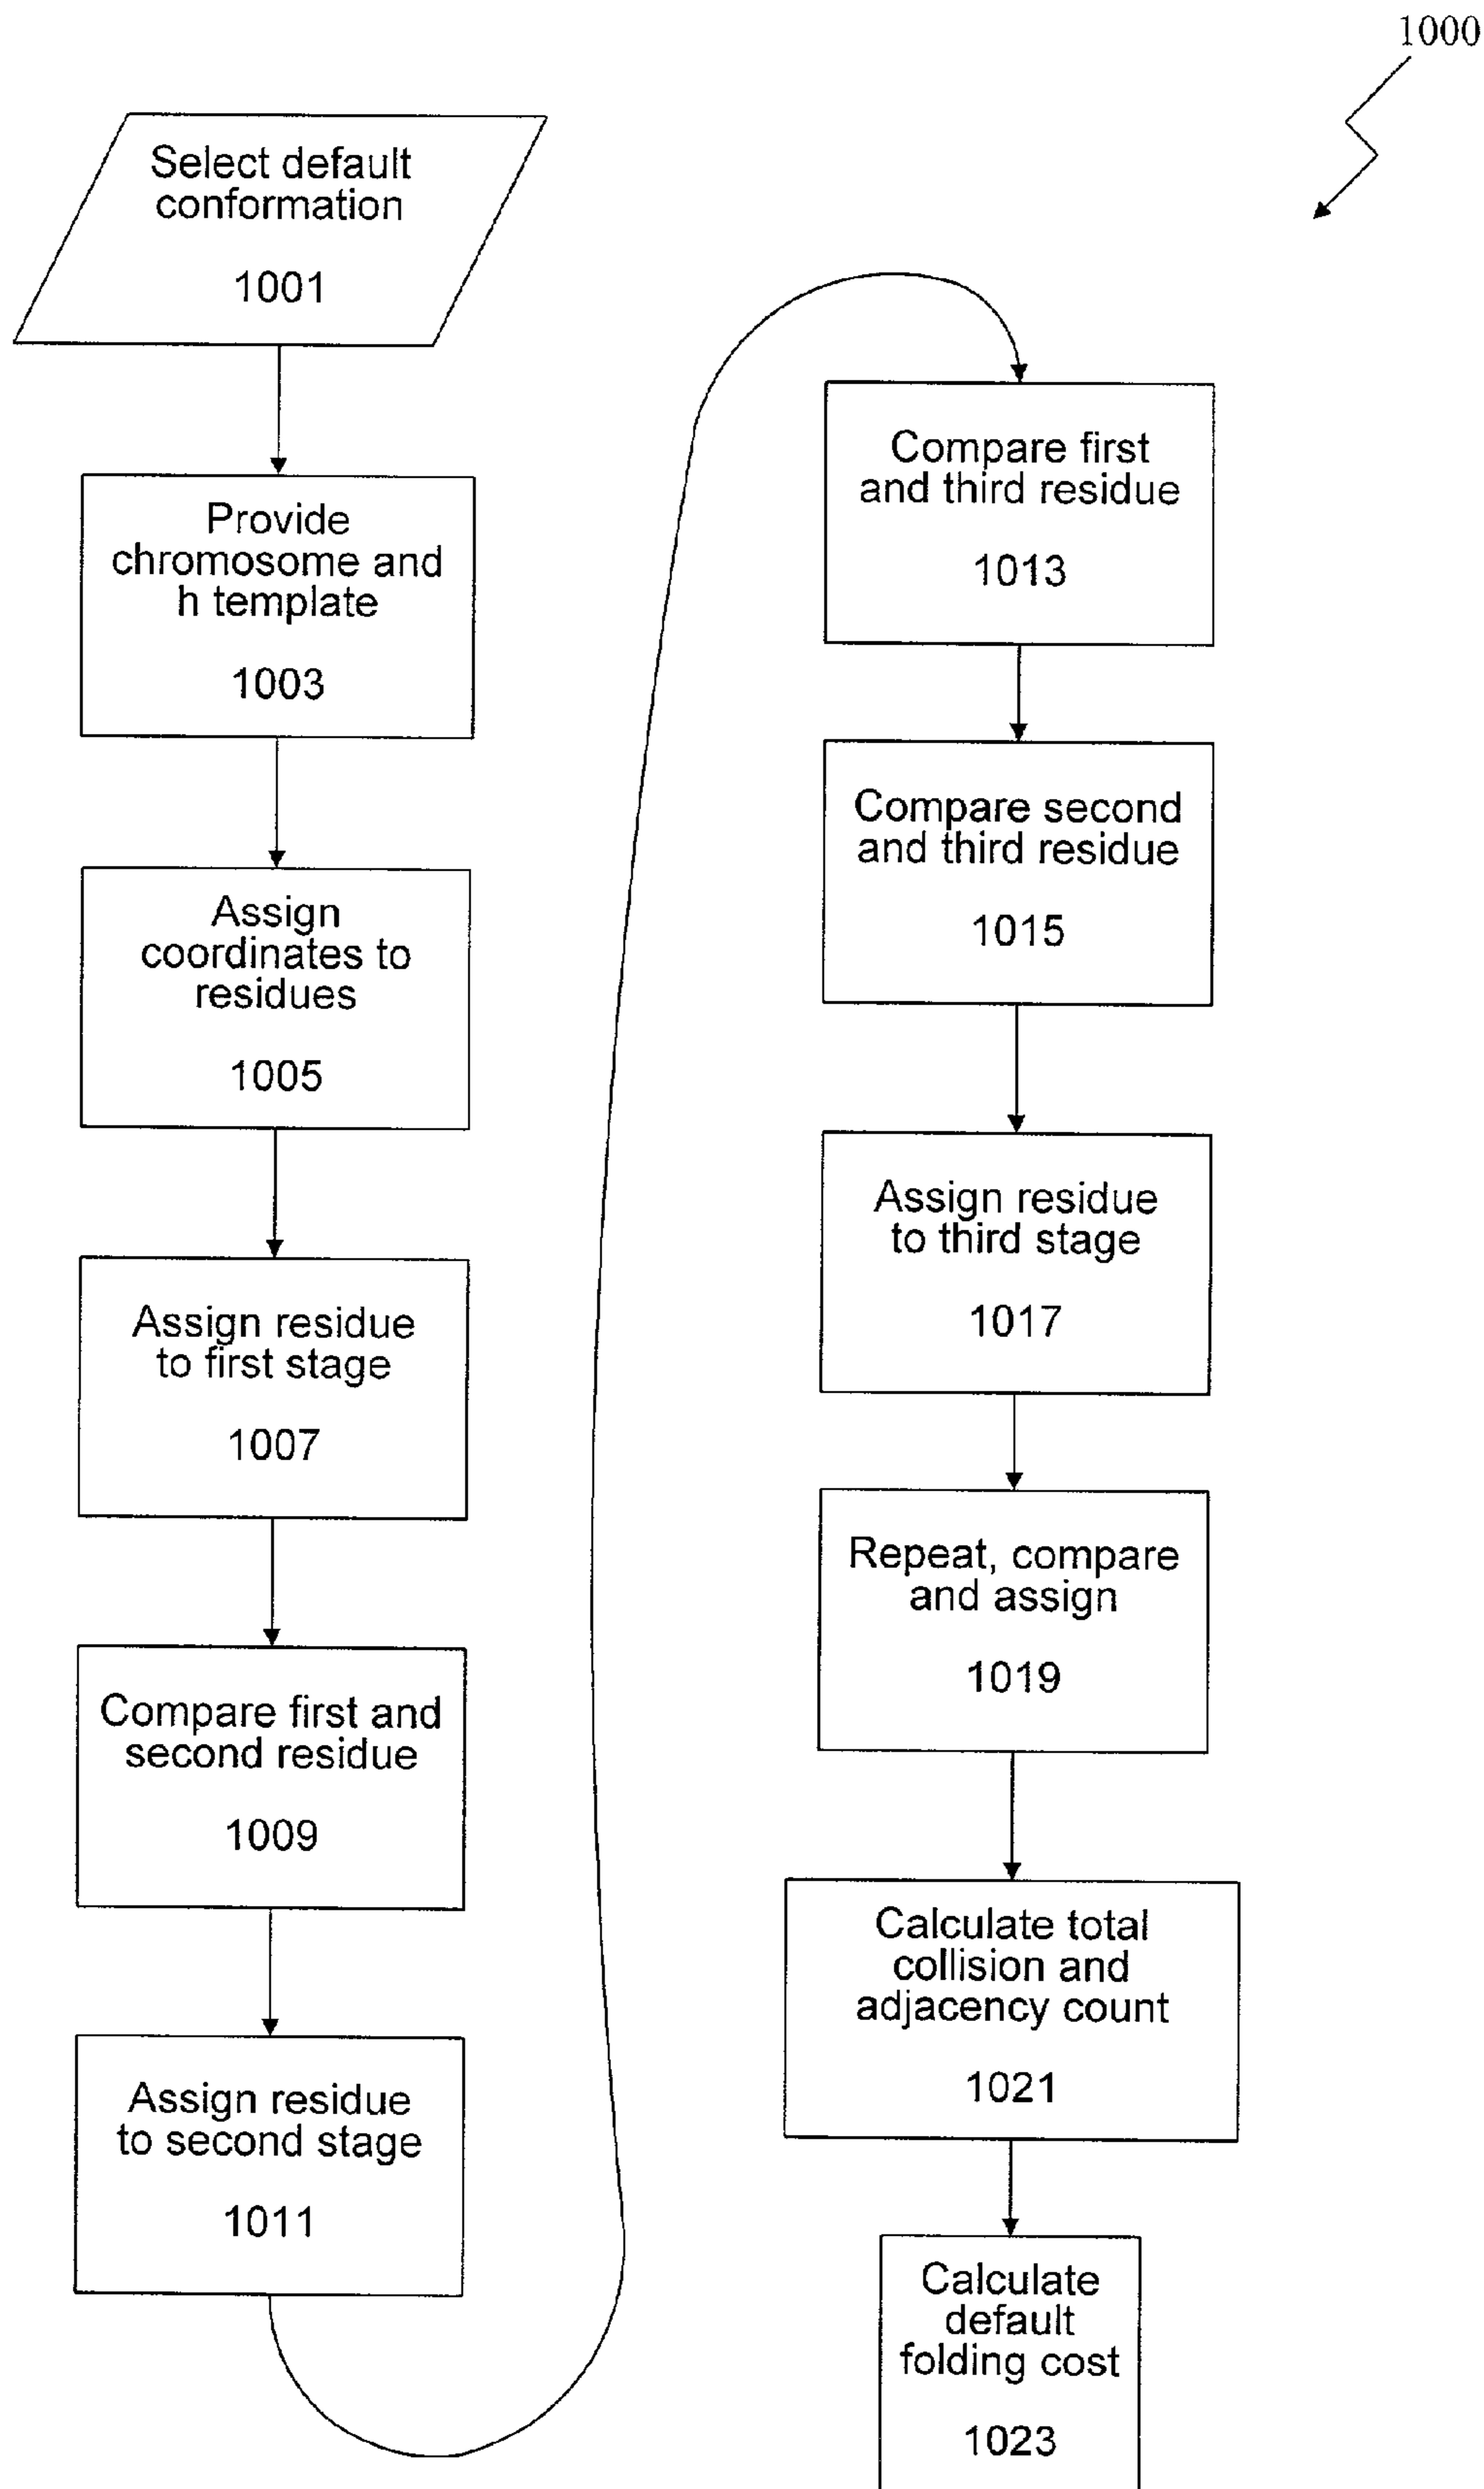 1000
Select default
conformation
1001
Provide
chromosome and
h template
1003
Assign
coordinates to
residues
1005
Assign residue
to first stage
1007
Compare first and
second residue
1009
Assign residue
to second stage
1011
Compare first
and third residue
1013
Compare second
and third residue
1015
Assign residue
to third stage
1017
Repeat, compare
and assign
1019
Calculate total
collision and
adjacency count
1021
Calculate
default
folding cost
1023